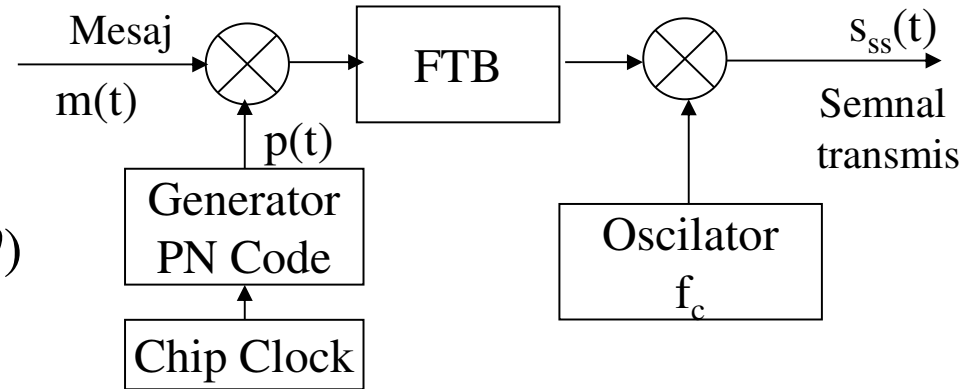 Mesaj
m(t)
p(t)
FTB
s_ss(t)
Semnal
transmis
Generator
PN Code
Chip Clock
Oscilator
f_c
)